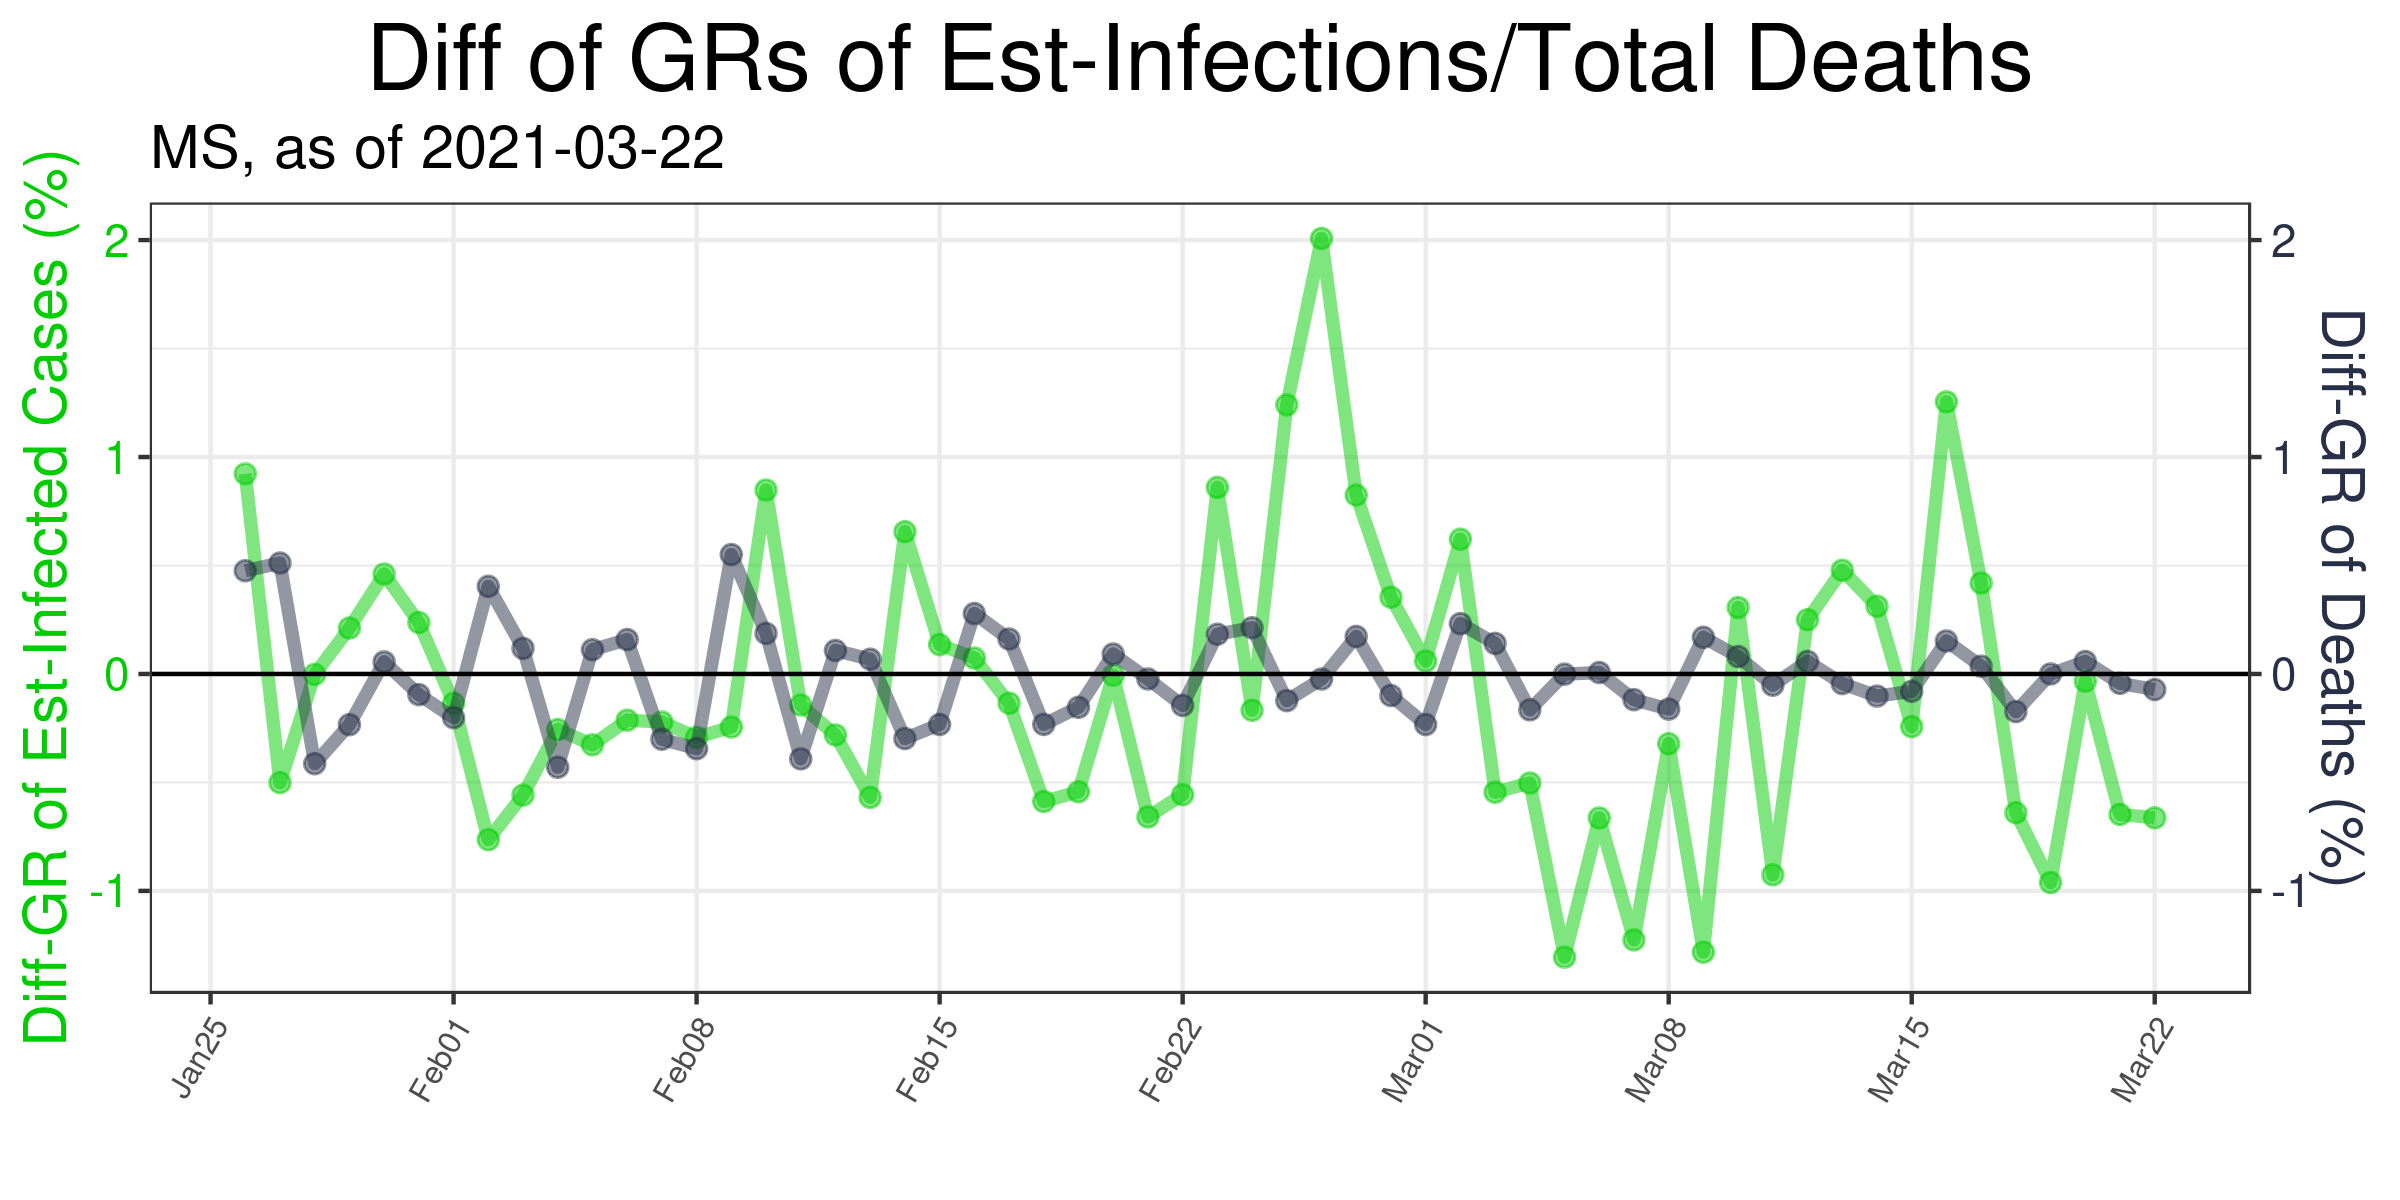 Diff of GRs of Est-Infections/Total Deaths
MS, as of 2021-03-22
Diff-GR of Est-Infected Cases (%)
2
1
0
-1
2
1
0
-1
Diff-GR of Deaths (%)
Jan25
Feb01
Feb08
Feb15
Feb22
Mar01
Mar08
Mar15
Mar22